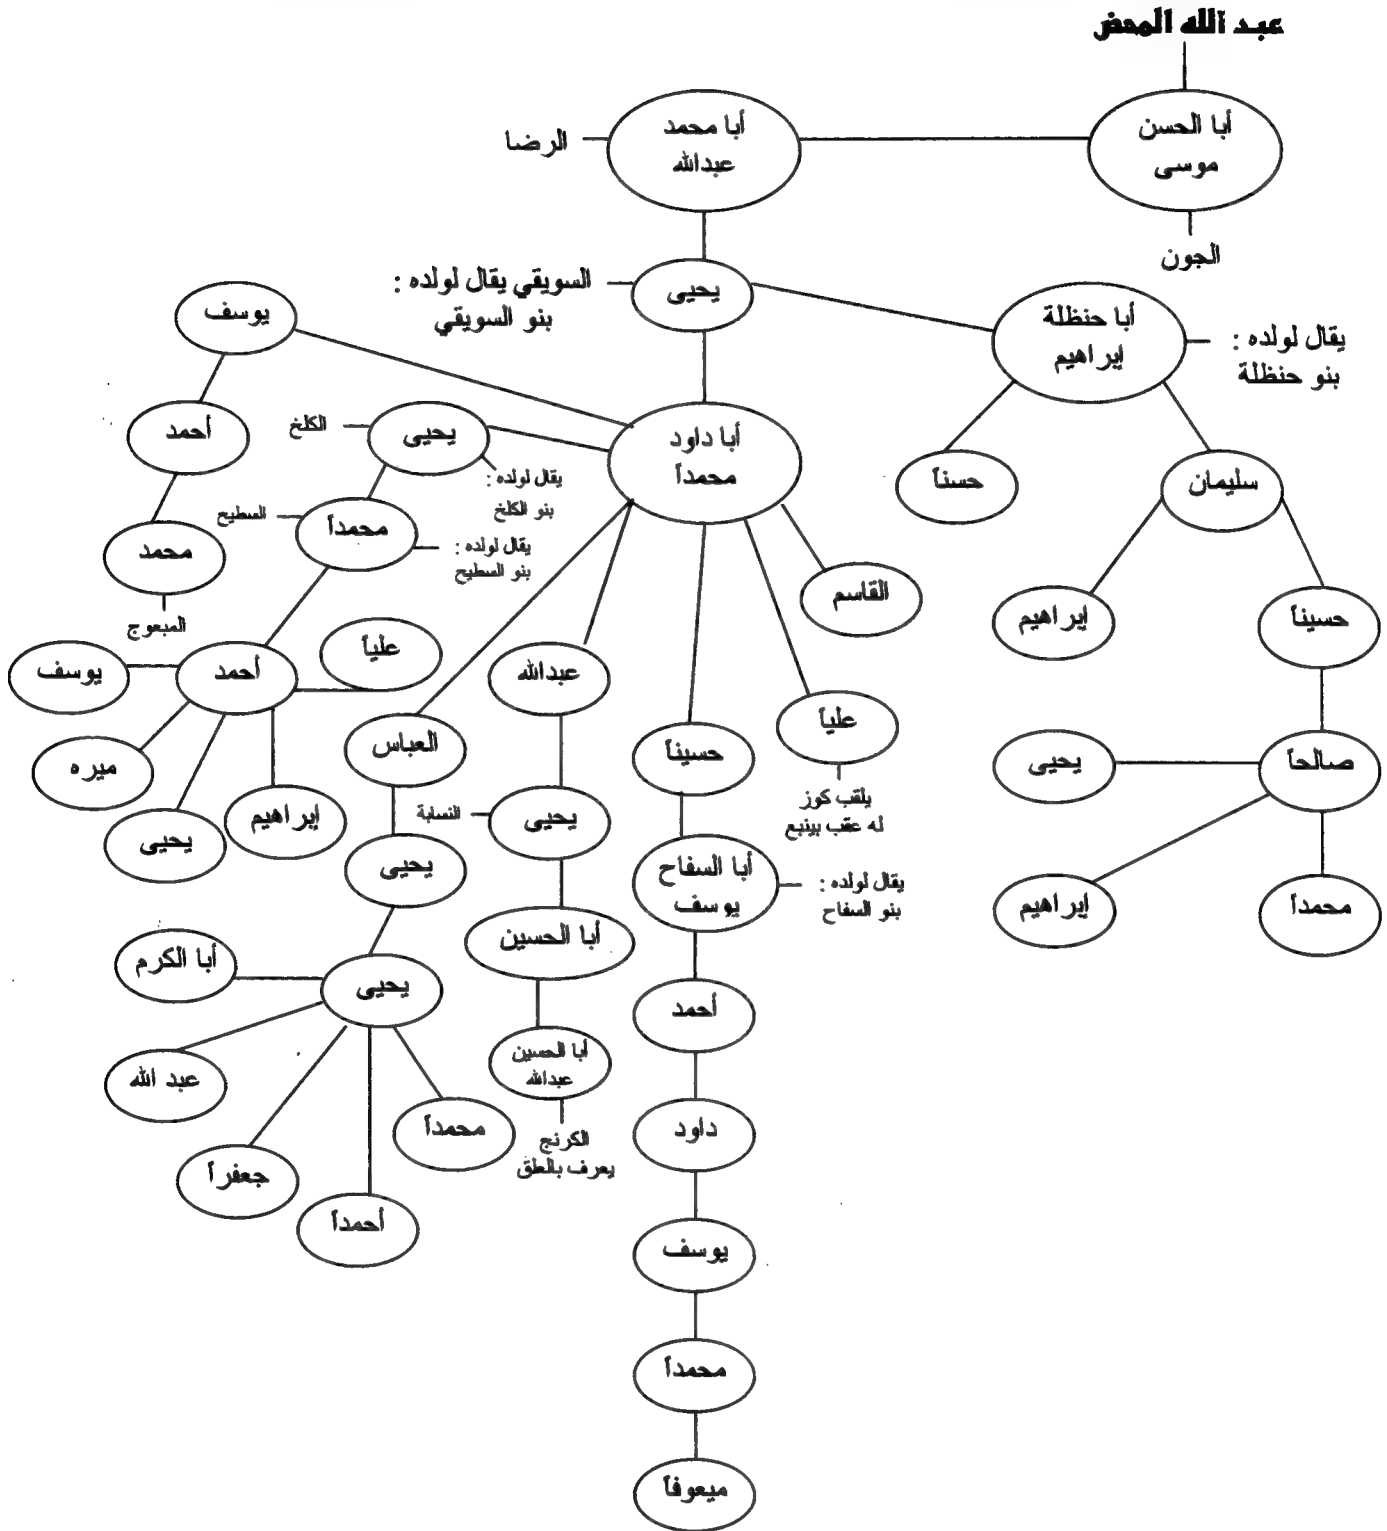 عبد الله المحض
أبا الحسن
موسى
الجون
أبا محمد
عبدالله
الرضا
يحيى
السويقي يقال لولده :
بنو السويقي
أبا حنظلة
إبراهيم
يقال لولده :
بنو حنظلة
حسناً
سليمان
إبراهيم
حسيناً
صالحاً
يحيى
إبراهيم
محمداً
أبا داود
محمداً
القاسم
علياً
يلقب كوز
له عقب بينبع
حسيناً
أبا السفاح
يوسف
يقال لولده :
بنو السفاح
أحمد
داود
يوسف
محمداً
ميعوفاً
عبدالله
يحيى
النسابة
أبا الحسين
أبا الحسين
عبدالله
الكرنج
يعرف بالعلق
العباس
يحيى
يحيى
أبا الكرم
عبد الله
جعفراً
أحمداً
محمداً
يحيى
الكلخ
يقال لولده :
بنو الكلخ
محمداً
السطيح
يقال لولده :
بنو السطيح
أحمد
علياً
يوسف
ميره
يحيى
إبراهيم
يوسف
أحمد
محمد
المبعوج